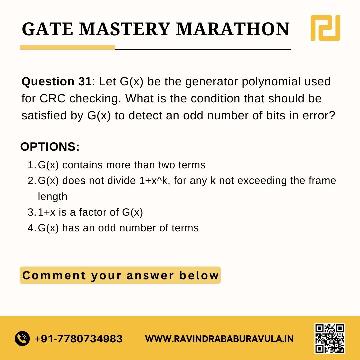 GATE MASTERY MARATHON
Question 31: Let G(x) be the generator polynomial used
for CRC checking. What is the condition that should be
satisfied by G(x) to detect an odd number of bits in error?
OPTIONS:
1.G(x) contains more than two terms
2.G(x) does not divide 1+x^k, for any k not exceeding the frame
length
3.1+x is a factor of G(x)
4.G(x) has an odd number of terms
Comment your answer below
+91-7780734983 WWW.RAVINDRABABURAVULA.IN